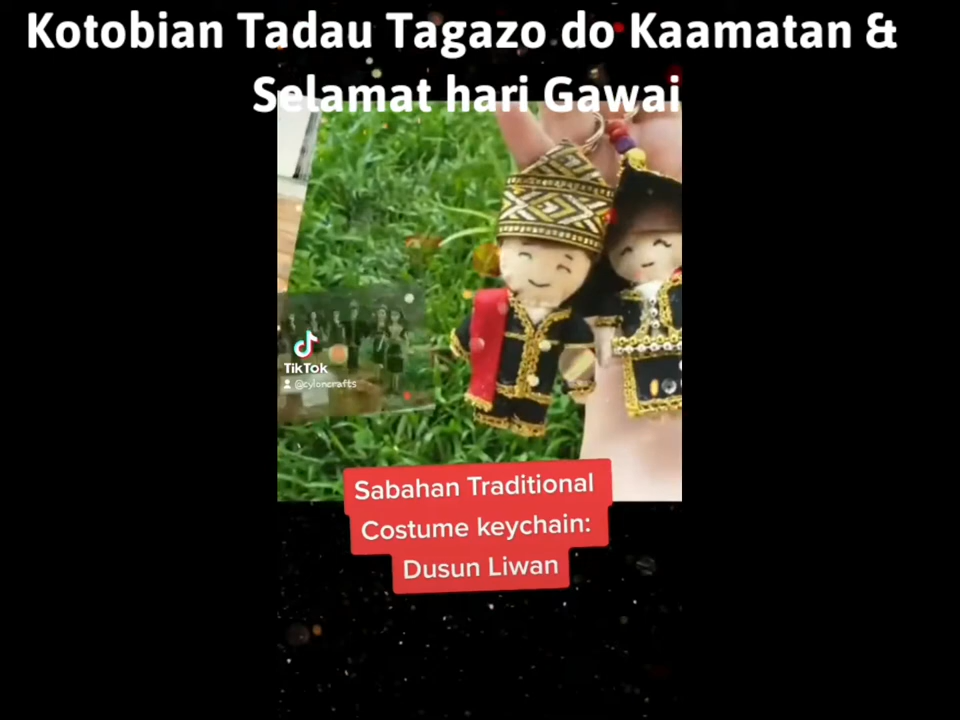 Kotobian Tadau Tagazo do Kaamatan &
Selamat hari Gawai
TikTok
@cyloncrafts
Sabahan Traditional
Costume keychain:
Dusun Liwan